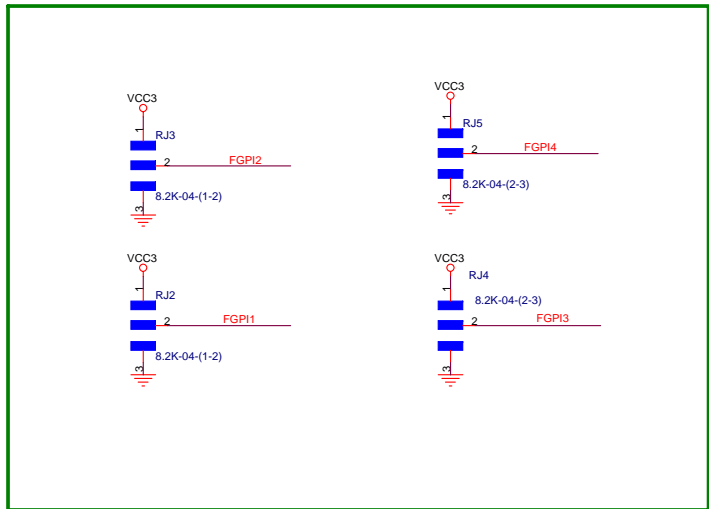 VCC3
1
RJ3
2
FGPI2
8.2K-04-(1-2)
3
VCC3
1
RJ5
2
FGPI4
8.2K-04-(2-3)
3
VCC3
1
RJ2
2
FGPI1
8.2K-04-(1-2)
3
VCC3
RJ4
1
8.2K-04-(2-3)
2
FGPI3
3